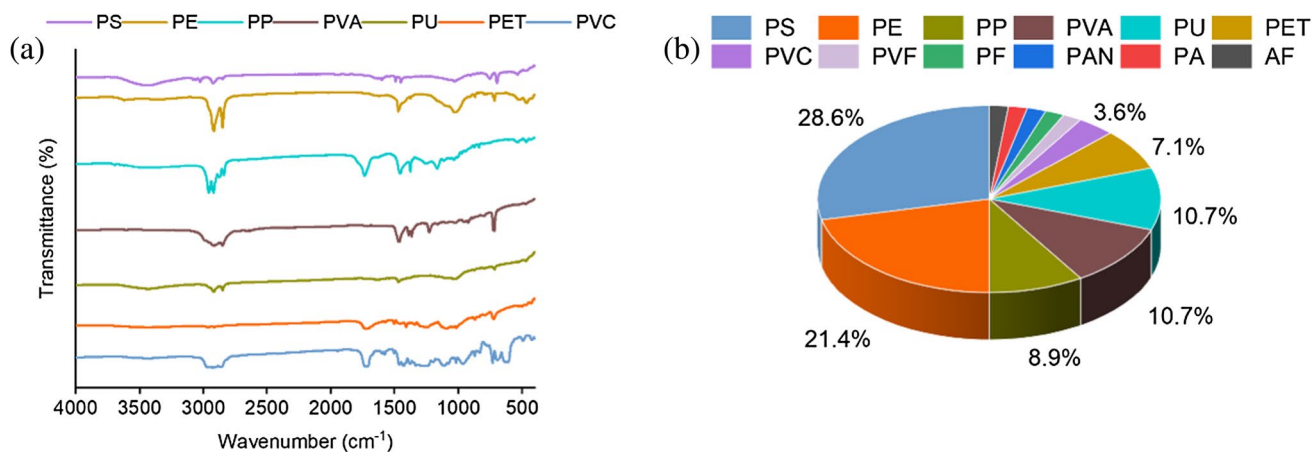 (a)
PS PE PP PVA PU PET PVC
Transmittance (%)
4000 3500 3000 2500 2000 1500 1000 500
Wavenumber (cm⁻¹)
(b)
PS PE PP PVA PU PET
PVC PVF PF PAN PA AF
28.6%
3.6%
7.1%
10.7%
10.7%
8.9%
21.4%